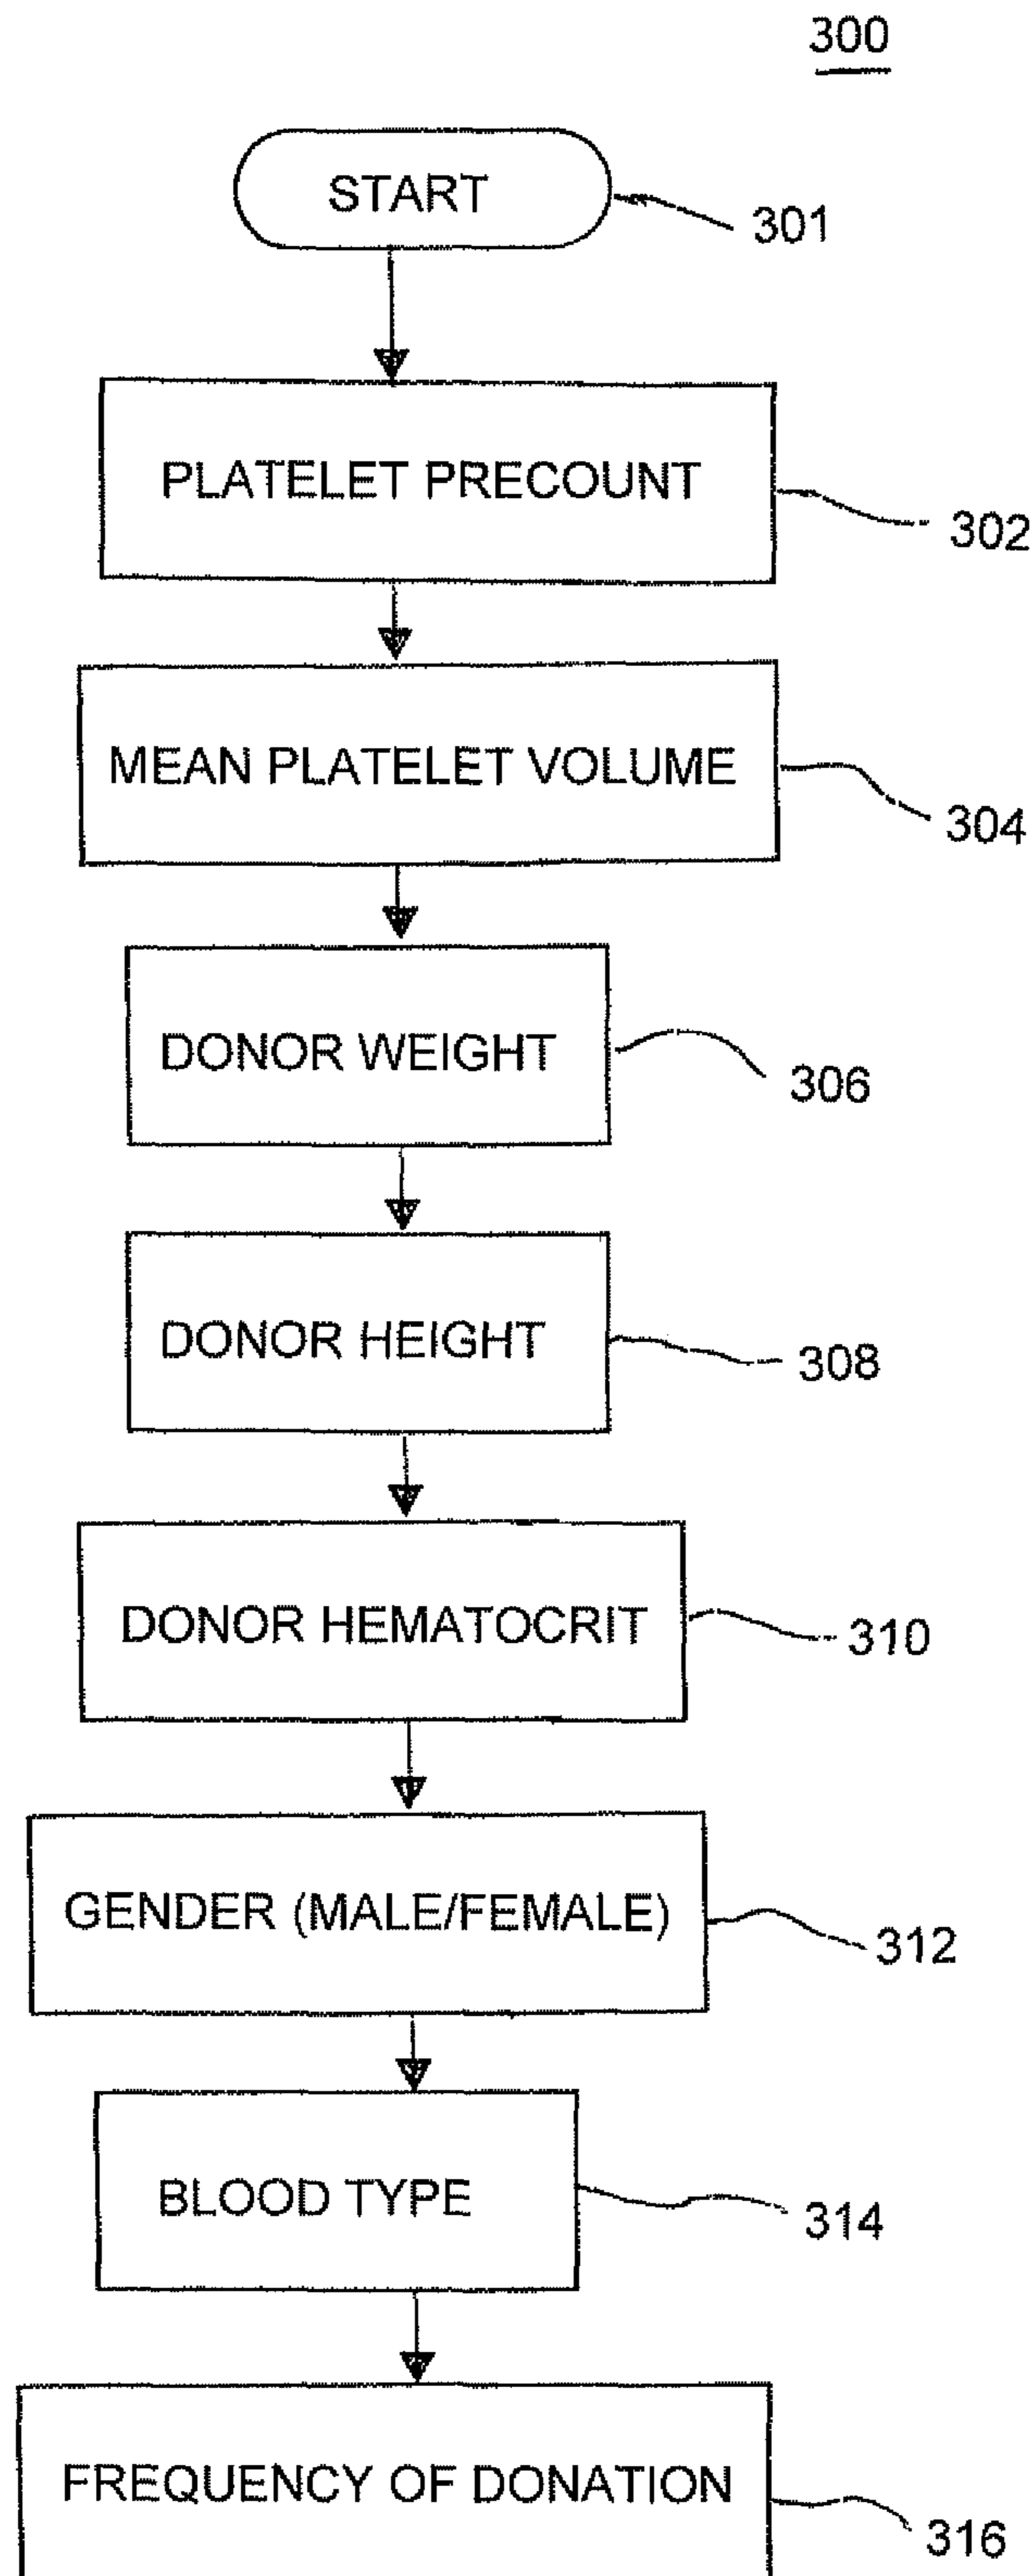 300
START
301
PLATELET PRECOUNT
302
MEAN PLATELET VOLUME
304
DONOR WEIGHT
306
DONOR HEIGHT
308
DONOR HEMATOCRIT
310
GENDER (MALE/FEMALE)
312
BLOOD TYPE
314
FREQUENCY OF DONATION
316